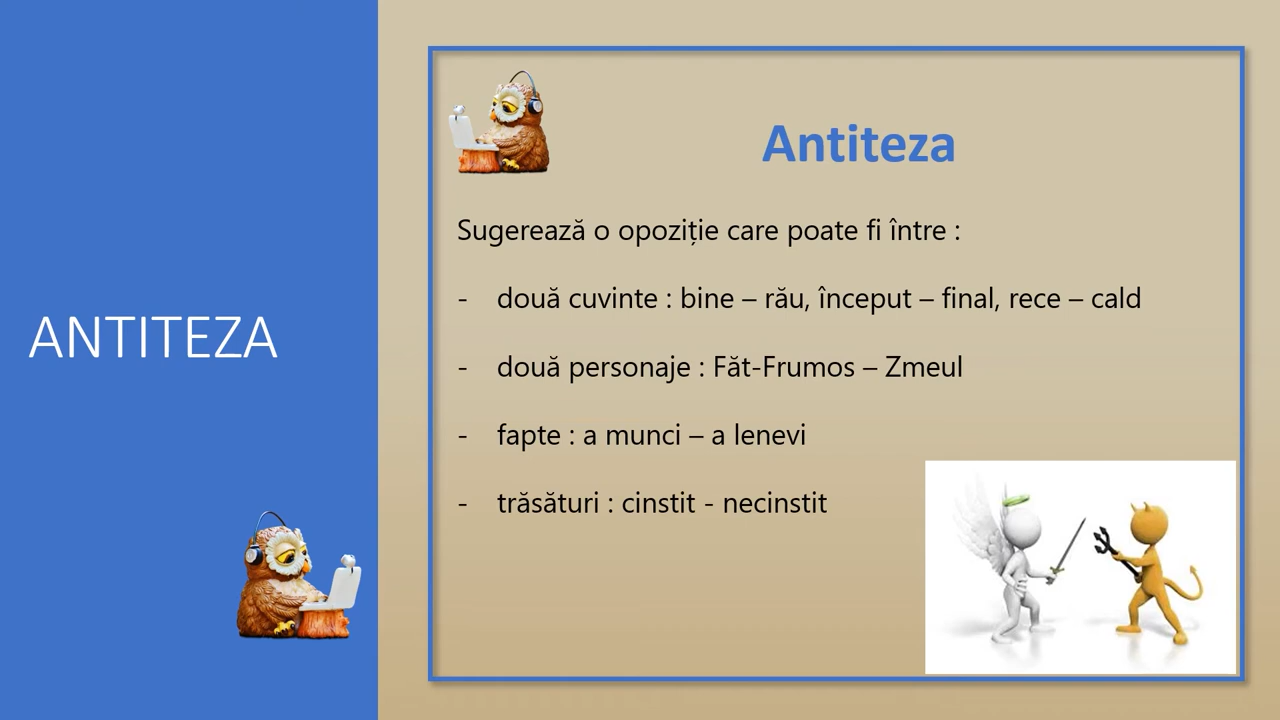 ANTITEZA
Antiteza
Sugerează o opoziție care poate fi între :
- două cuvinte : bine – rău, început – final, rece – cald
- două personaje : Făt-Frumos – Zmeul
- fapte : a munci – a lenevi
- trăsături : cinstit - necinstit